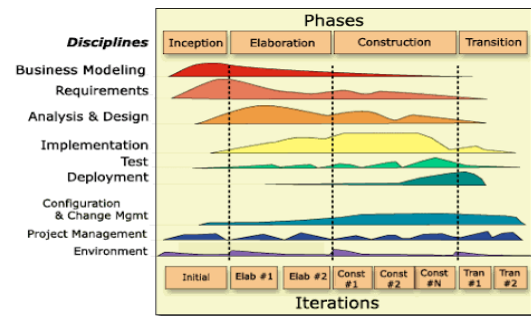 Phases
Disciplines
Inception Elaboration Construction Transition
Business Modeling
Requirements
Analysis & Design
Implementation
Test
Deployment
Configuration
& Change Mgmt
Project Management
Environment
Initial Elab #1 Elab #2 Const #1 Const #2 Const #N Tran #1 Tran #2
Iterations